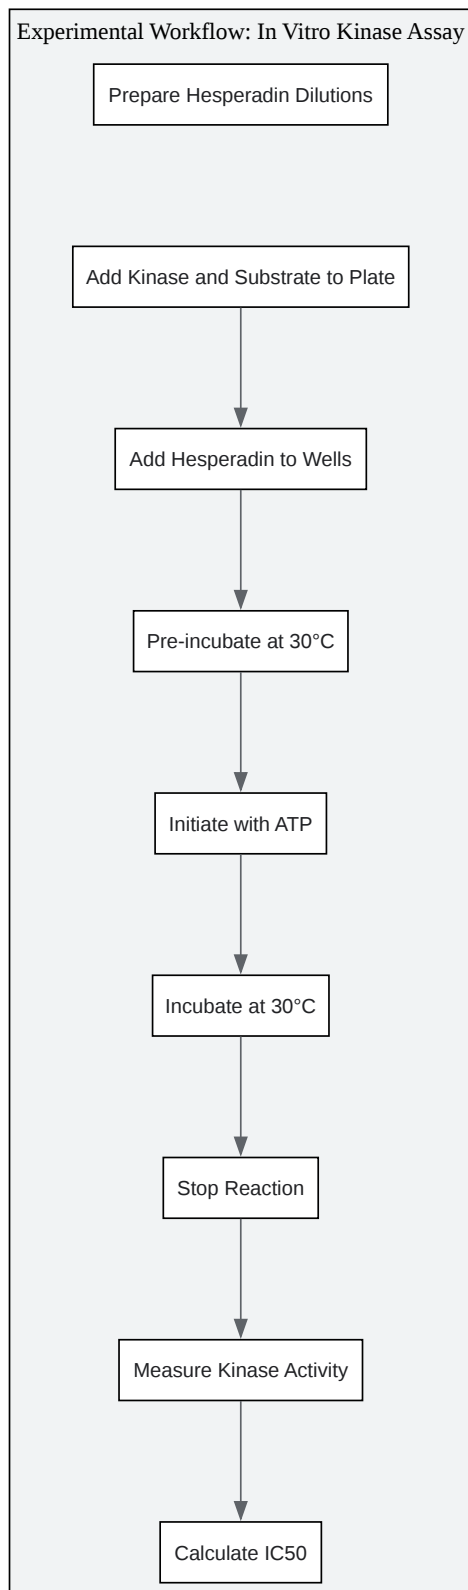 Experimental Workflow: In Vitro Kinase Assay
Prepare Hesperadin Dilutions
Add Kinase and Substrate to Plate
Add Hesperadin to Wells
Pre-incubate at 30°C
Initiate with ATP
Incubate at 30°C
Stop Reaction
Measure Kinase Activity
Calculate IC50